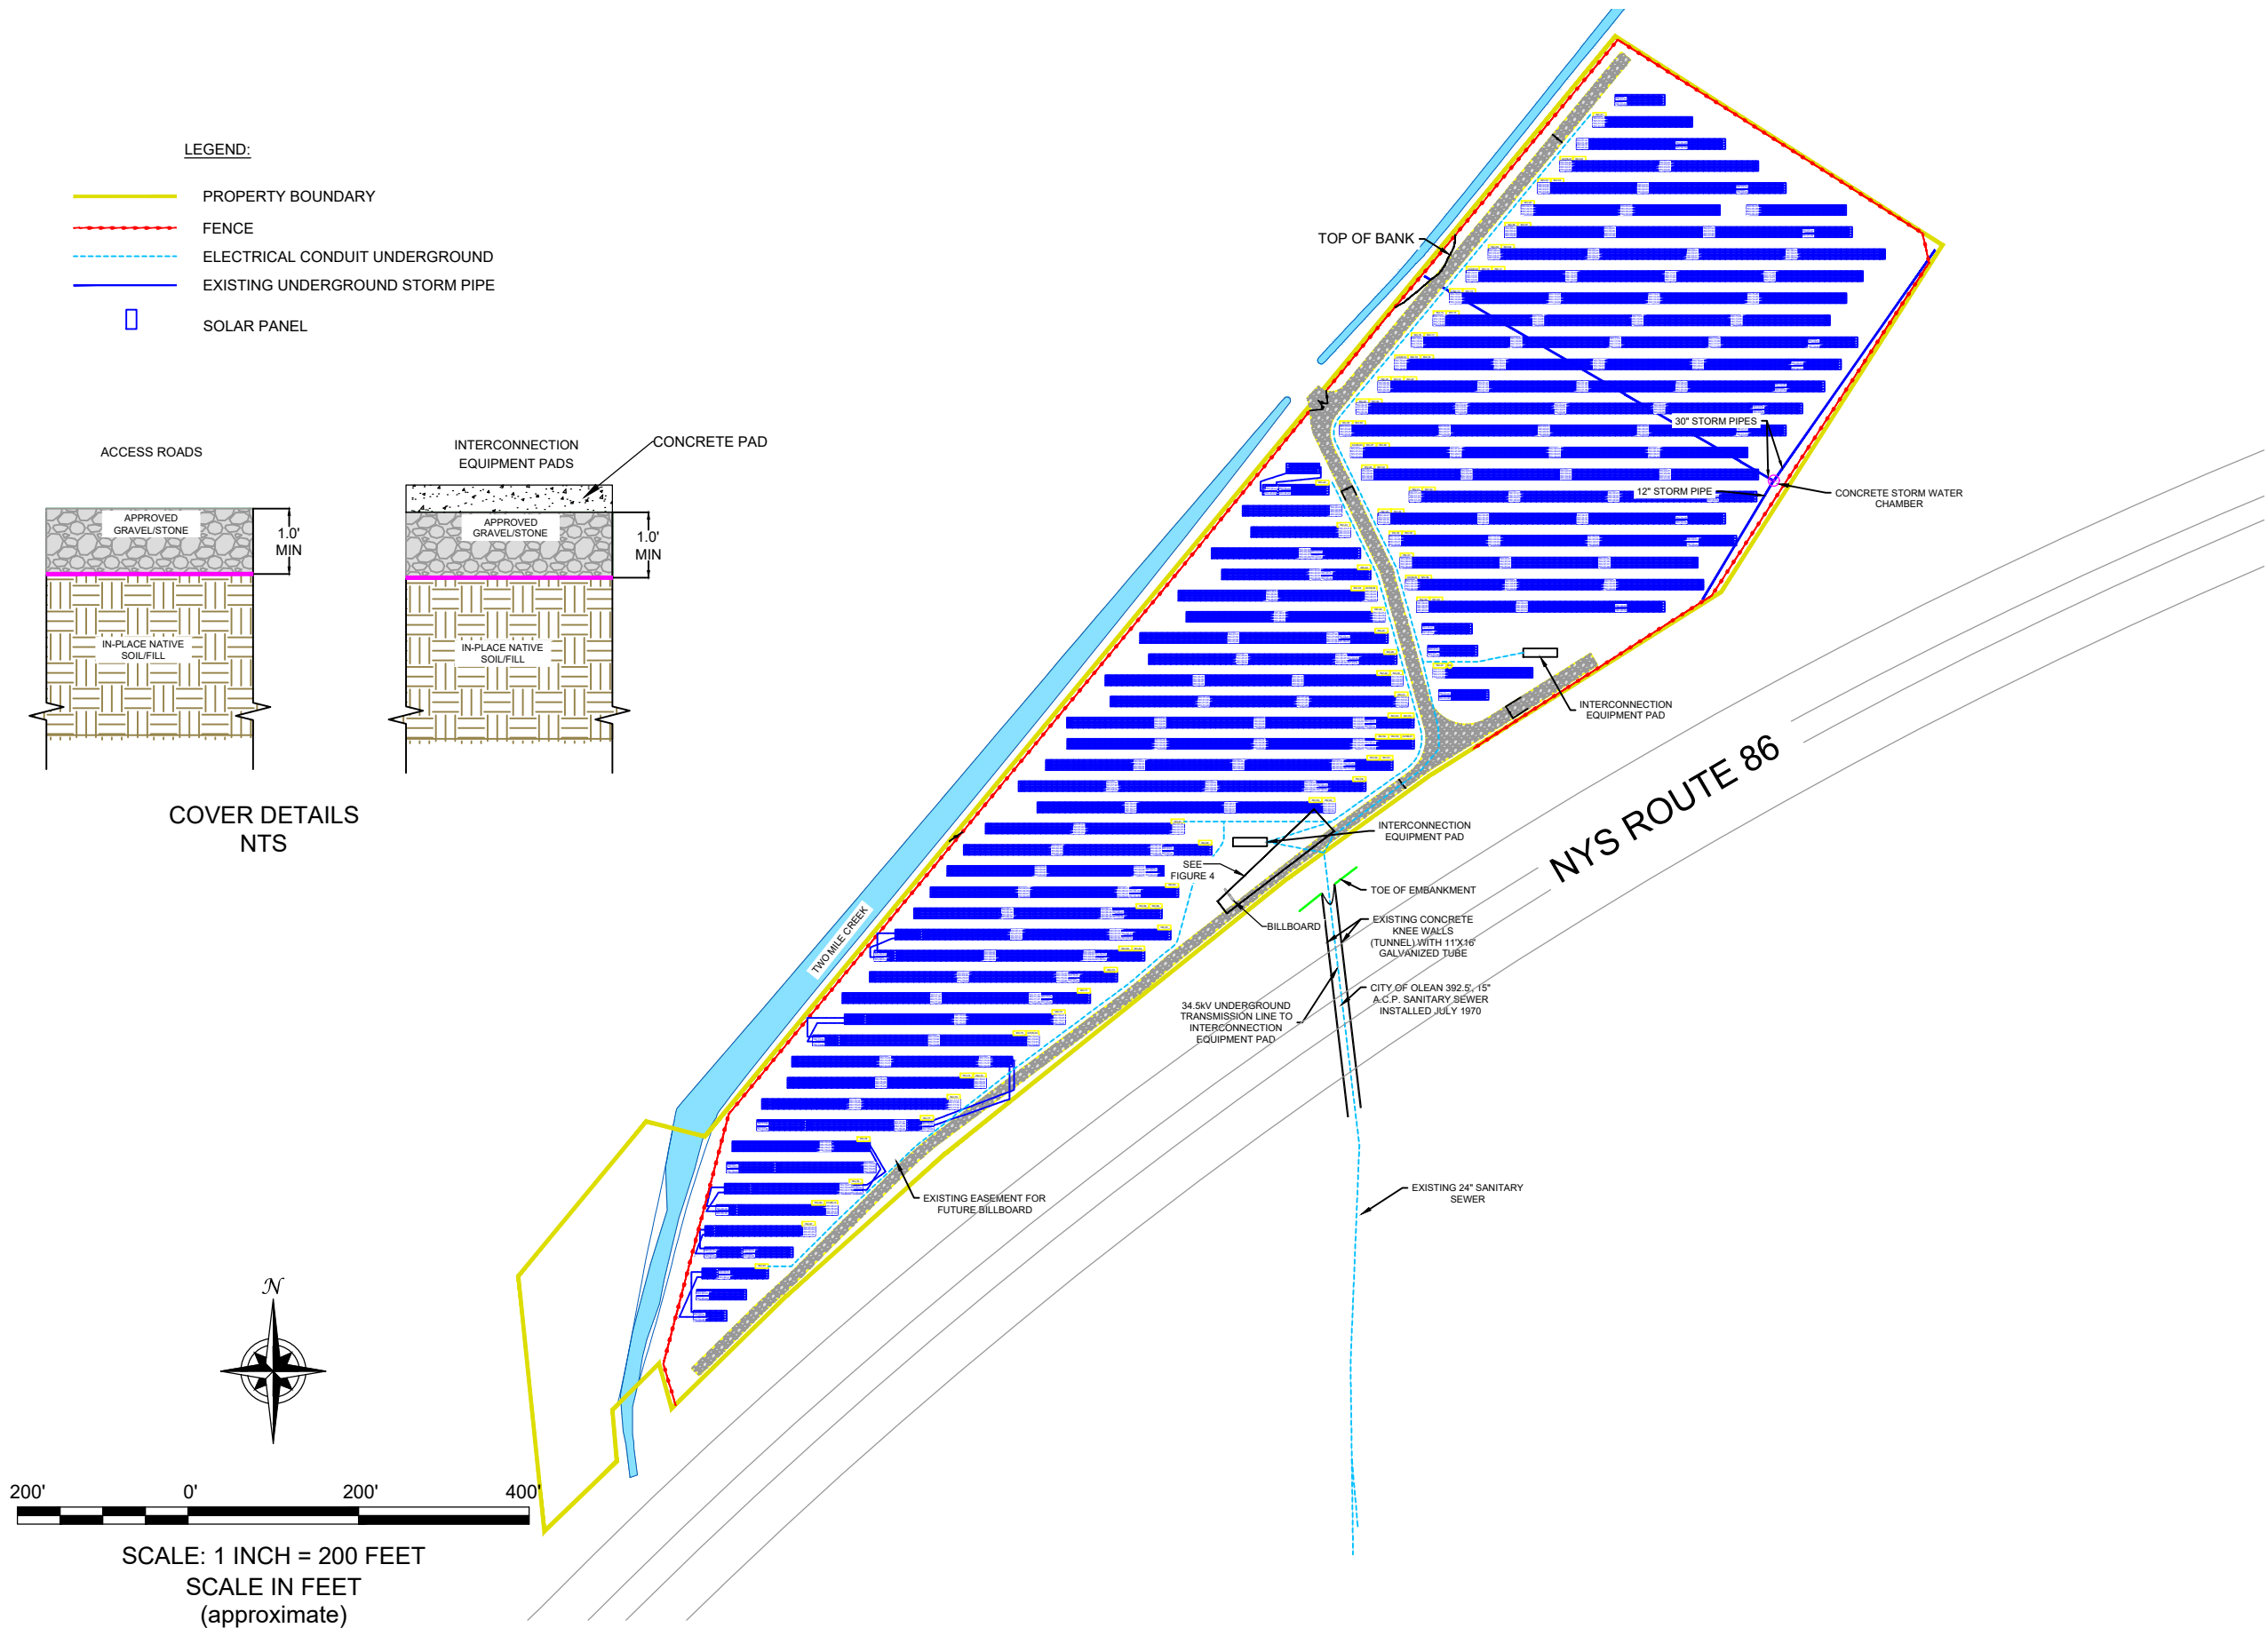 LEGEND:
PROPERTY BOUNDARY
FENCE
ELECTRICAL CONDUIT UNDERGROUND
EXISTING UNDERGROUND STORM PIPE
SOLAR PANEL
ACCESS ROADS
APPROVED
GRAVEL/STONE
1.0'
MIN
IN-PLACE NATIVE
SOIL/FILL
INTERCONNECTION
EQUIPMENT PADS
CONCRETE PAD
APPROVED
GRAVEL/STONE
1.0'
MIN
IN-PLACE NATIVE
SOIL/FILL
COVER DETAILS
NTS
TOP OF BANK
30" STORM PIPES
12" STORM PIPE
CONCRETE STORM WATER
CHAMBER
INTERCONNECTION
EQUIPMENT PAD
NYS ROUTE 86
INTERCONNECTION
EQUIPMENT PAD
SEE
FIGURE 4
TOE OF EMBANKMENT
BILLBOARD
EXISTING CONCRETE
KNEE WALLS
(TUNNEL) WITH 11'X16'
GALVANIZED TUBE
TWO MILE CREEK
34.5kV UNDERGROUND
TRANSMISSION LINE TO
INTERCONNECTION
EQUIPMENT PAD
CITY OF OLEAN 392.5', 15"
A.C.P. SANITARY SEWER
INSTALLED JULY 1970
EXISTING EASEMENT FOR
FUTURE BILLBOARD
EXISTING 24" SANITARY
SEWER
N
200'
0'
200'
400'
SCALE: 1 INCH = 200 FEET
SCALE IN FEET
(approximate)